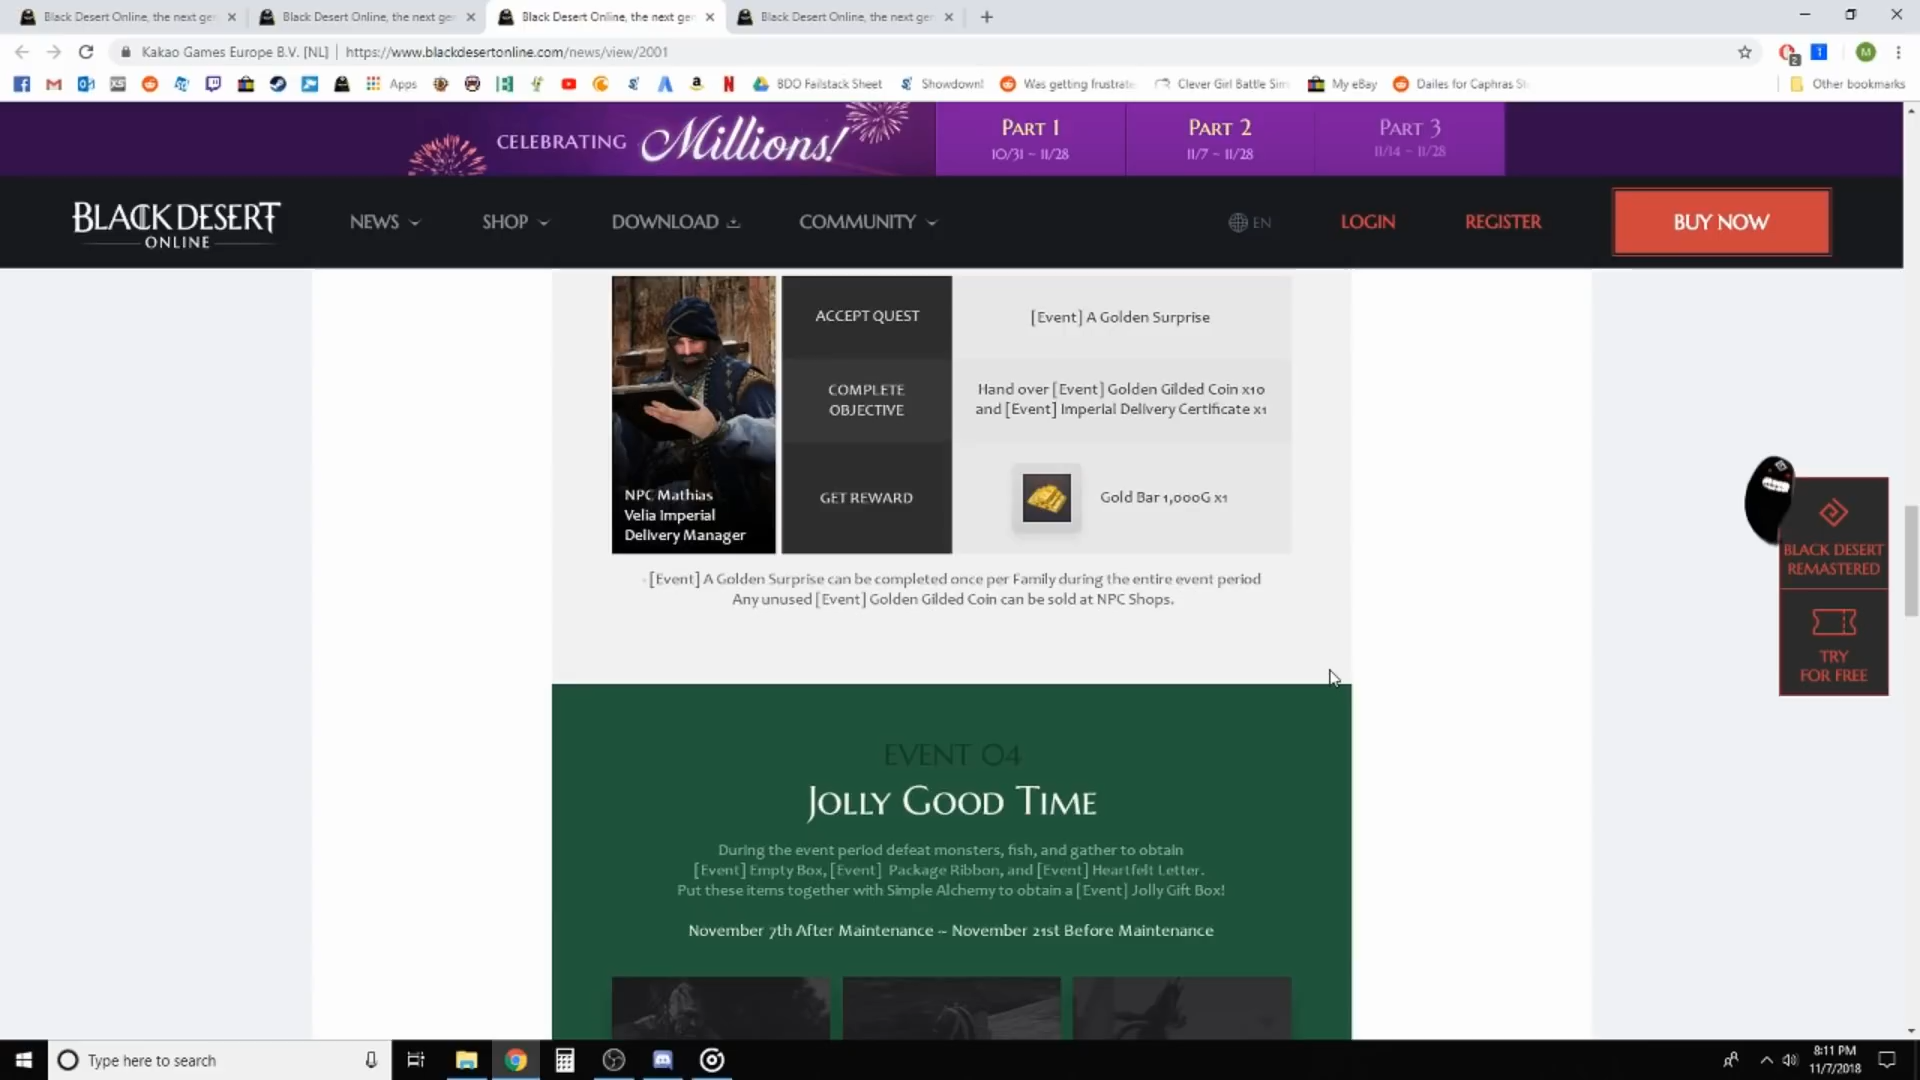 Black Desert Online, the next ge
Black Desert Online, the next ge
Black Desert Online, the next ge
Black Desert Online, the next ge
Kakao Games Europe B.V. [NL] | https://www.blackdesertonline.com/news/view/2001
Apps
BDO Failstack Sheet
Showdown!
Was getting frustrate
Clever Girl Battle Sim
My eBay
Dailes for Caphras St
Other bookmarks
CELEBRATING Millions!
PART 1
10/31 ~ 11/28
PART 2
11/7 ~ 11/28
PART 3
11/14 ~ 11/28
BLACK DESERT
ONLINE
NEWS
SHOP
DOWNLOAD
COMMUNITY
EN
LOGIN
REGISTER
BUY NOW
NPC Mathias
Velia Imperial
Delivery Manager
ACCEPT QUEST
[Event] A Golden Surprise
COMPLETE
OBJECTIVE
Hand over [Event] Golden Gilded Coin x10
and [Event] Imperial Delivery Certificate x1
GET REWARD
Gold Bar 1,000G x1
- [Event] A Golden Surprise can be completed once per Family during the entire event period
Any unused [Event] Golden Gilded Coin can be sold at NPC Shops.
BLACK DESERT
REMASTERED
TRY
FOR FREE
EVENT 04
JOLLY GOOD TIME
During the event period defeat monsters, fish, and gather to obtain
[Event] Empty Box, [Event] Package Ribbon, and [Event] Heartfelt Letter.
Put these items together with Simple Alchemy to obtain a [Event] Jolly Gift Box!
November 7th After Maintenance ~ November 21st Before Maintenance
Type here to search
8:11 PM
11/7/2018